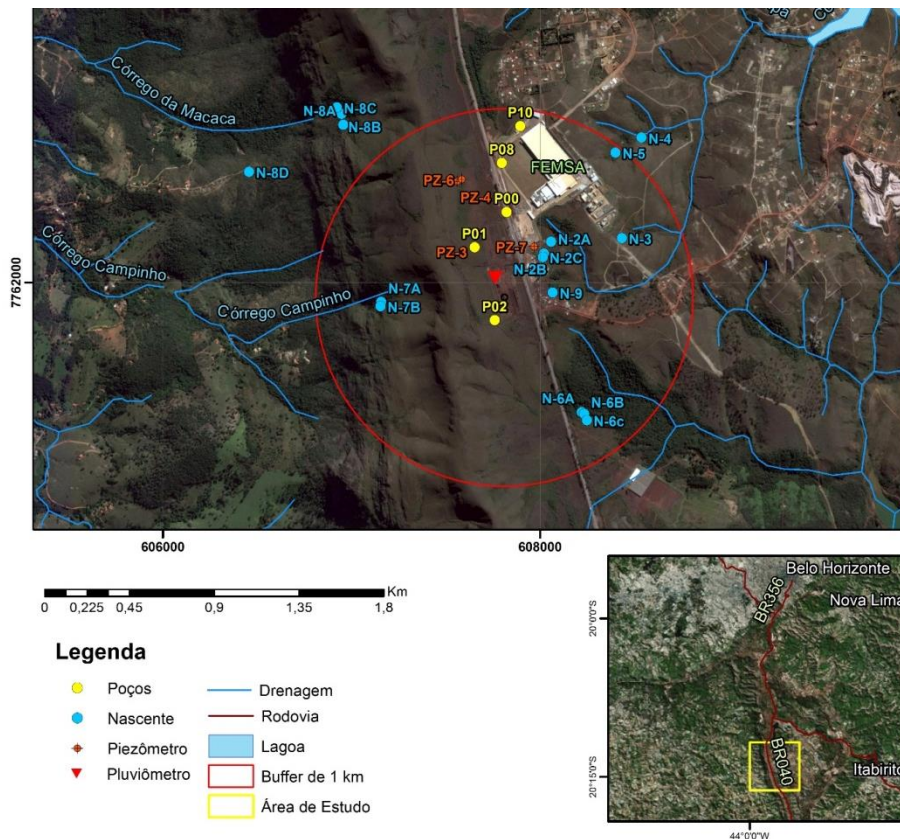 Córrego da Macaca
N-8A
N-8C
N-8B
N-8D
P10
P08
FEMSA
N-4
N-5
PZ-6
PZ-4
P00
P01
PZ-3
PZ-7
N-2A
N-2C
N-2B
N-3
Córrego Campinho
Córrego Campinho
N-7A
N-7B
N-9
P02
N-6A
N-6B
N-6c
7762000
606000
608000
Km
0 0,225 0,45 0,9 1,35 1,8
Legenda
Poços
Nascente
Piezômetro
Pluviômetro
Drenagem
Rodovia
Lagoa
Buffer de 1 km
Área de Estudo
Belo Horizonte
Nova Lima
BR356
BR040
Itabirito
20°0'0"S
20°15'0"S
44°0'0"W